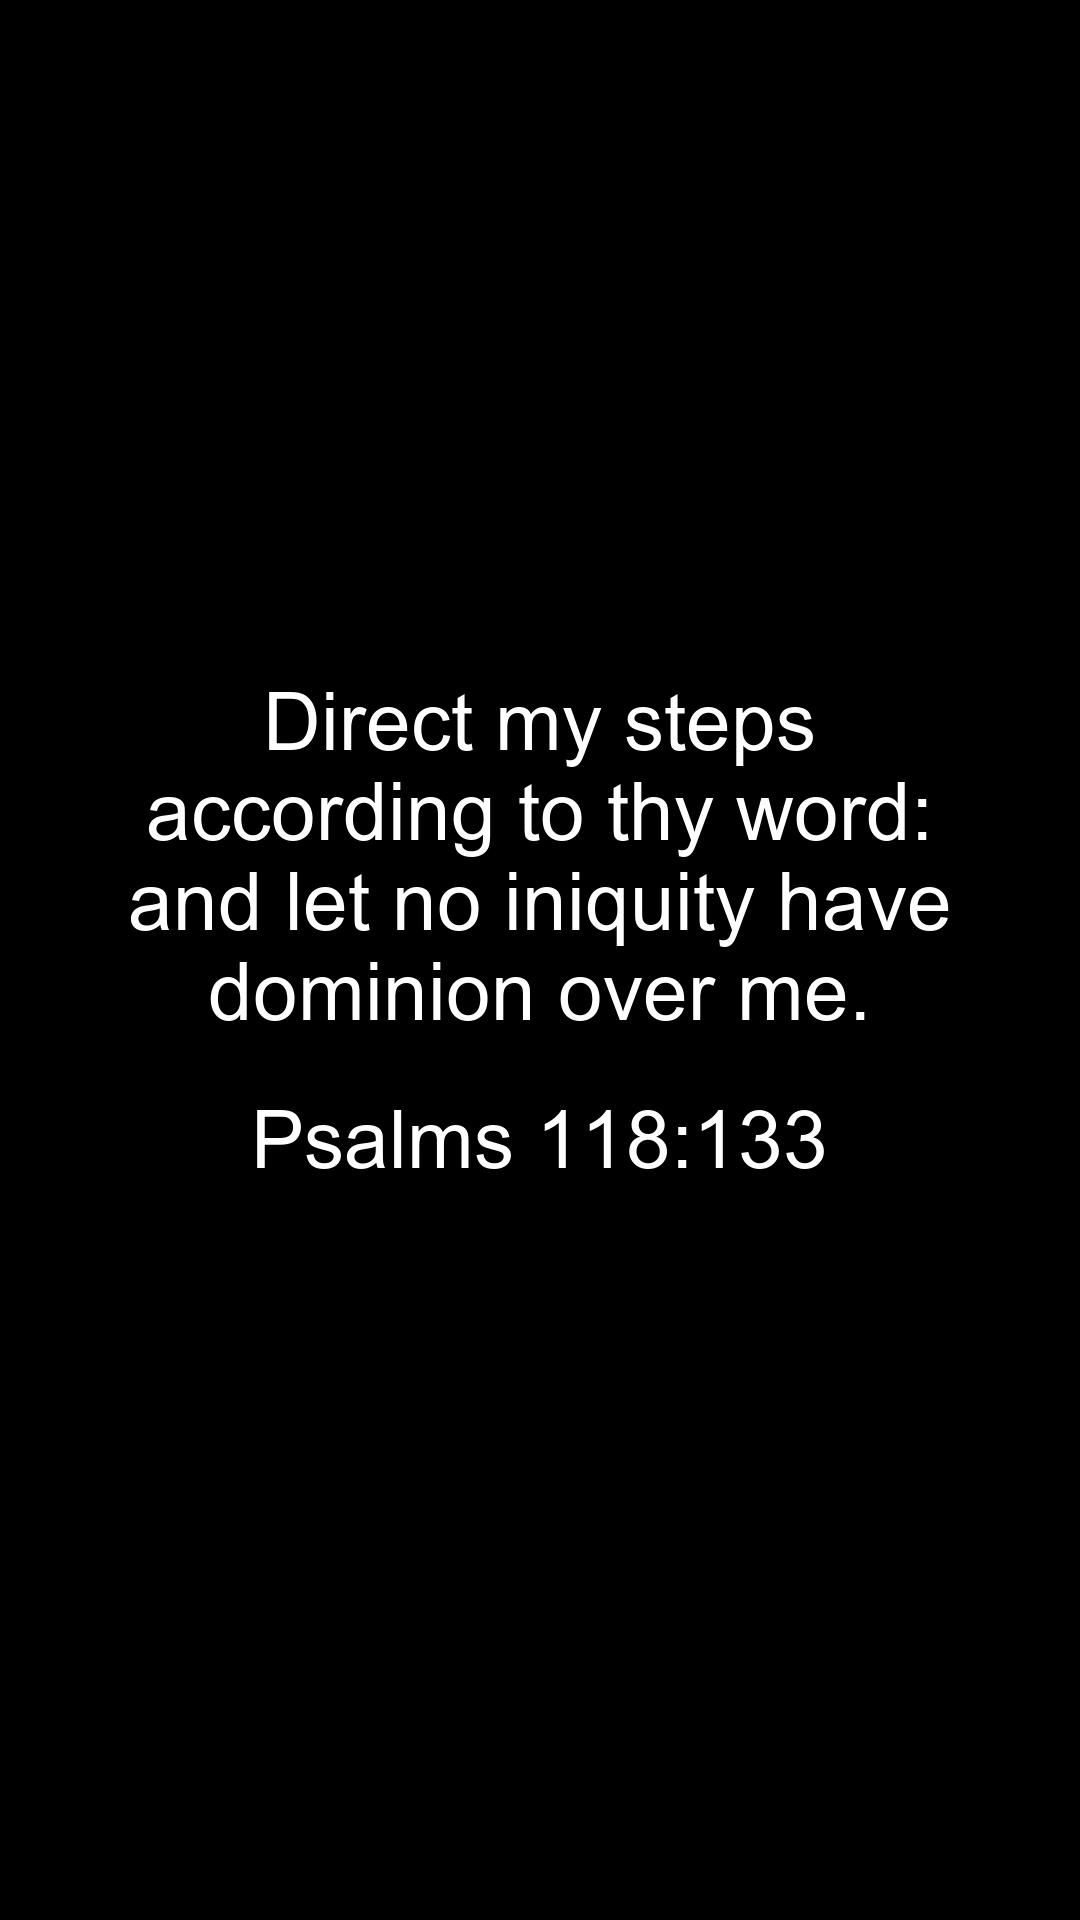 Direct my steps
according to thy word:
and let no iniquity have
dominion over me.
Psalms 118:133